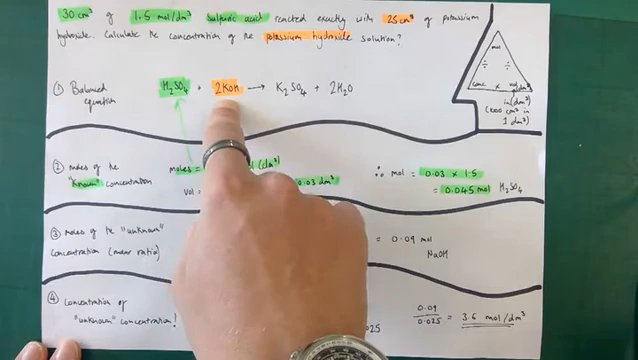 30 cm³ of 1.5 mol/dm³ sulfuric acid reacted exactly with 25 cm³ of potassium
hydroxide. Calculate the concentration of the potassium hydroxide solution?
mol
÷ ÷
conc × vol
in (dm³)
(1000 cm³ in
1 dm³)
① Balanced H₂SO₄ + 2KOH → K₂SO₄ + 2H₂O
equation
② moles of the moles = (dm³) ∴ mol = 0.03 × 1.5
"known" concentration vol = 0.03 dm³ = 0.045 mol H₂SO₄
③ moles of the "unknown" = 0.09 mol
concentration (molar ratio) NaOH
④ concentration of 0.09 = 3.6 mol/dm³
"unknown" concentration! 0.025